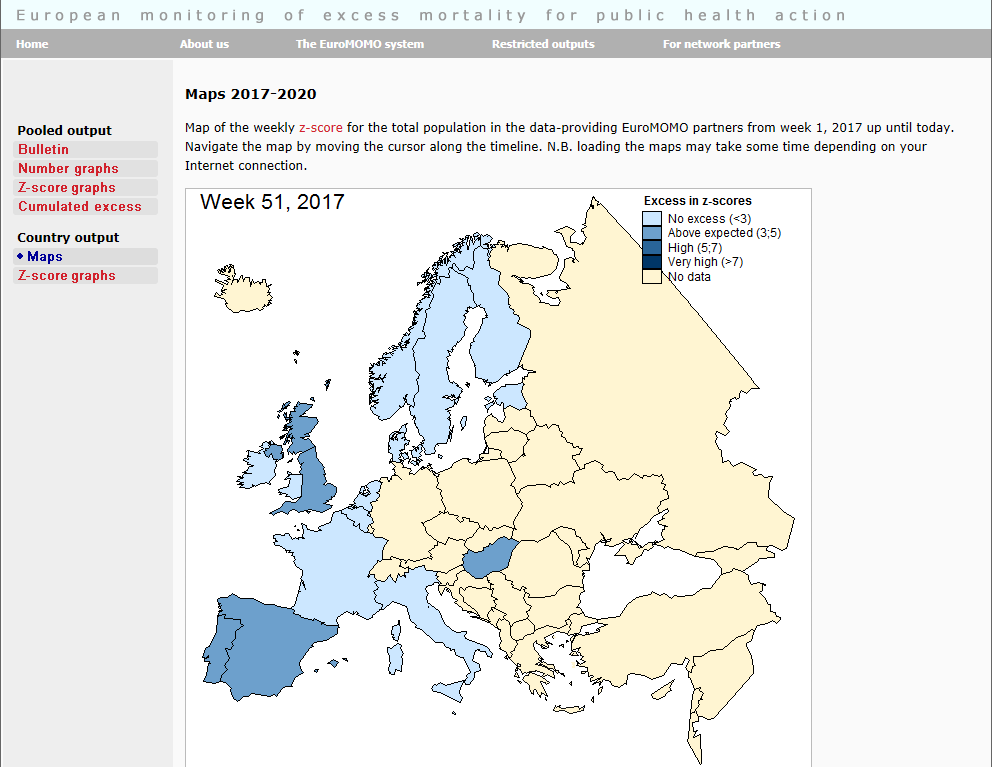 European monitoring of excess mortality for public health action
Home About us The EuroMOMO system Restricted outputs For network partners
Pooled output
Bulletin
Number graphs
Z-score graphs
Cumulated excess
Country output
Maps
Z-score graphs
Maps 2017-2020
Map of the weekly z-score for the total population in the data-providing EuroMOMO partners from week 1, 2017 up until today.
Navigate the map by moving the cursor along the timeline. N.B. loading the maps may take some time depending on your
Internet connection.
Week 51, 2017
Excess in z-scores
No excess (<3)
Above expected (3;5)
High (5;7)
Very high (>7)
No data